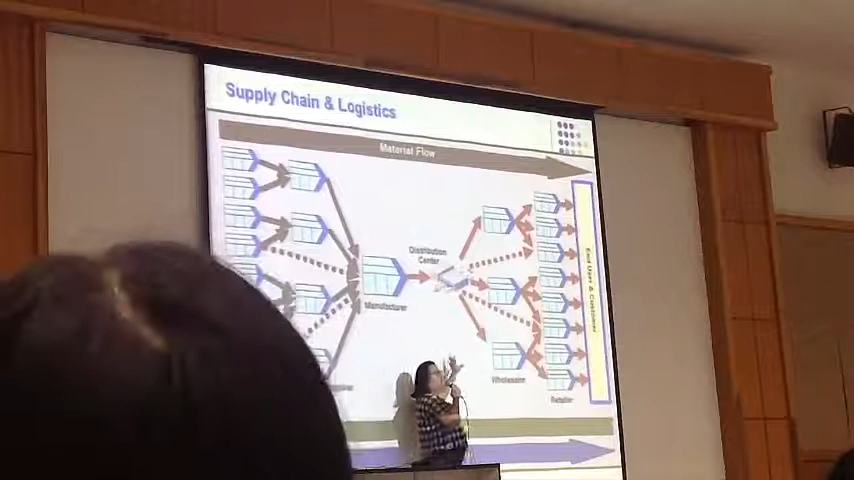 Supply Chain & Logistics
Material Flow
Distribution
Center
Manufacturer
End User & Customer
Wholesaler
Retailer